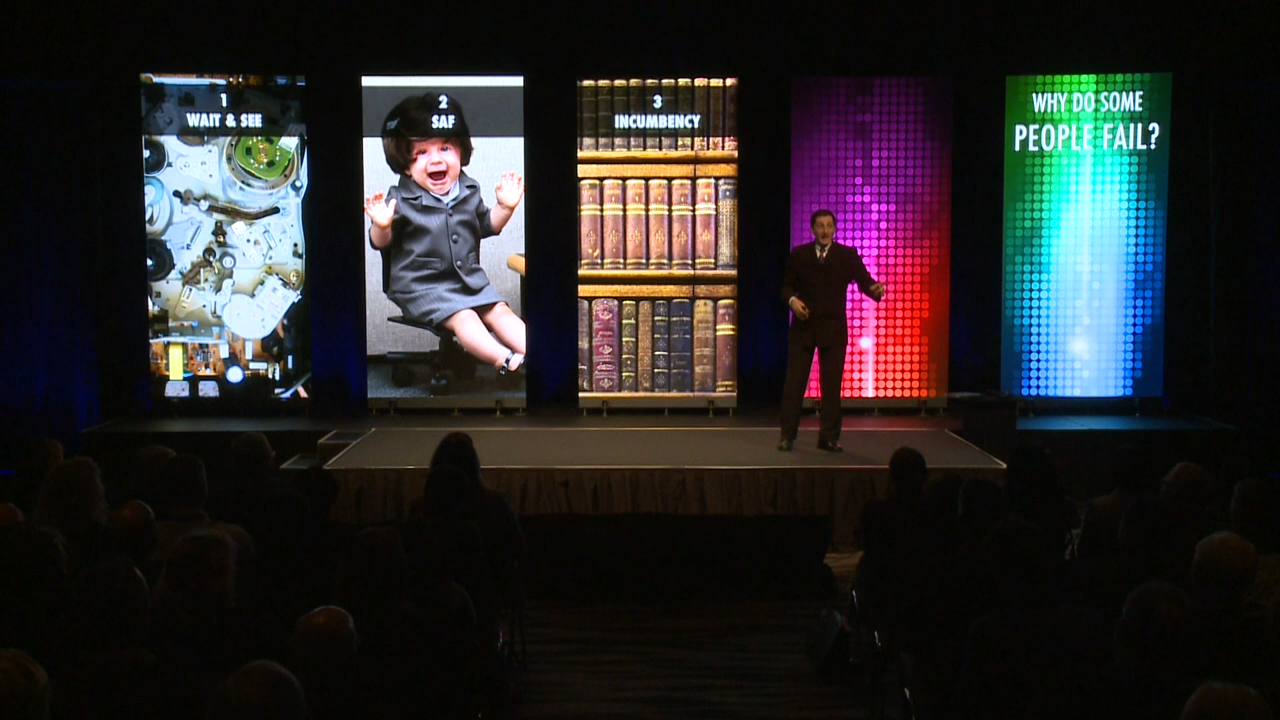 1
WAIT & SEE
2
SAF
3
INCUMBENCY
WHY DO SOME
PEOPLE FAIL?